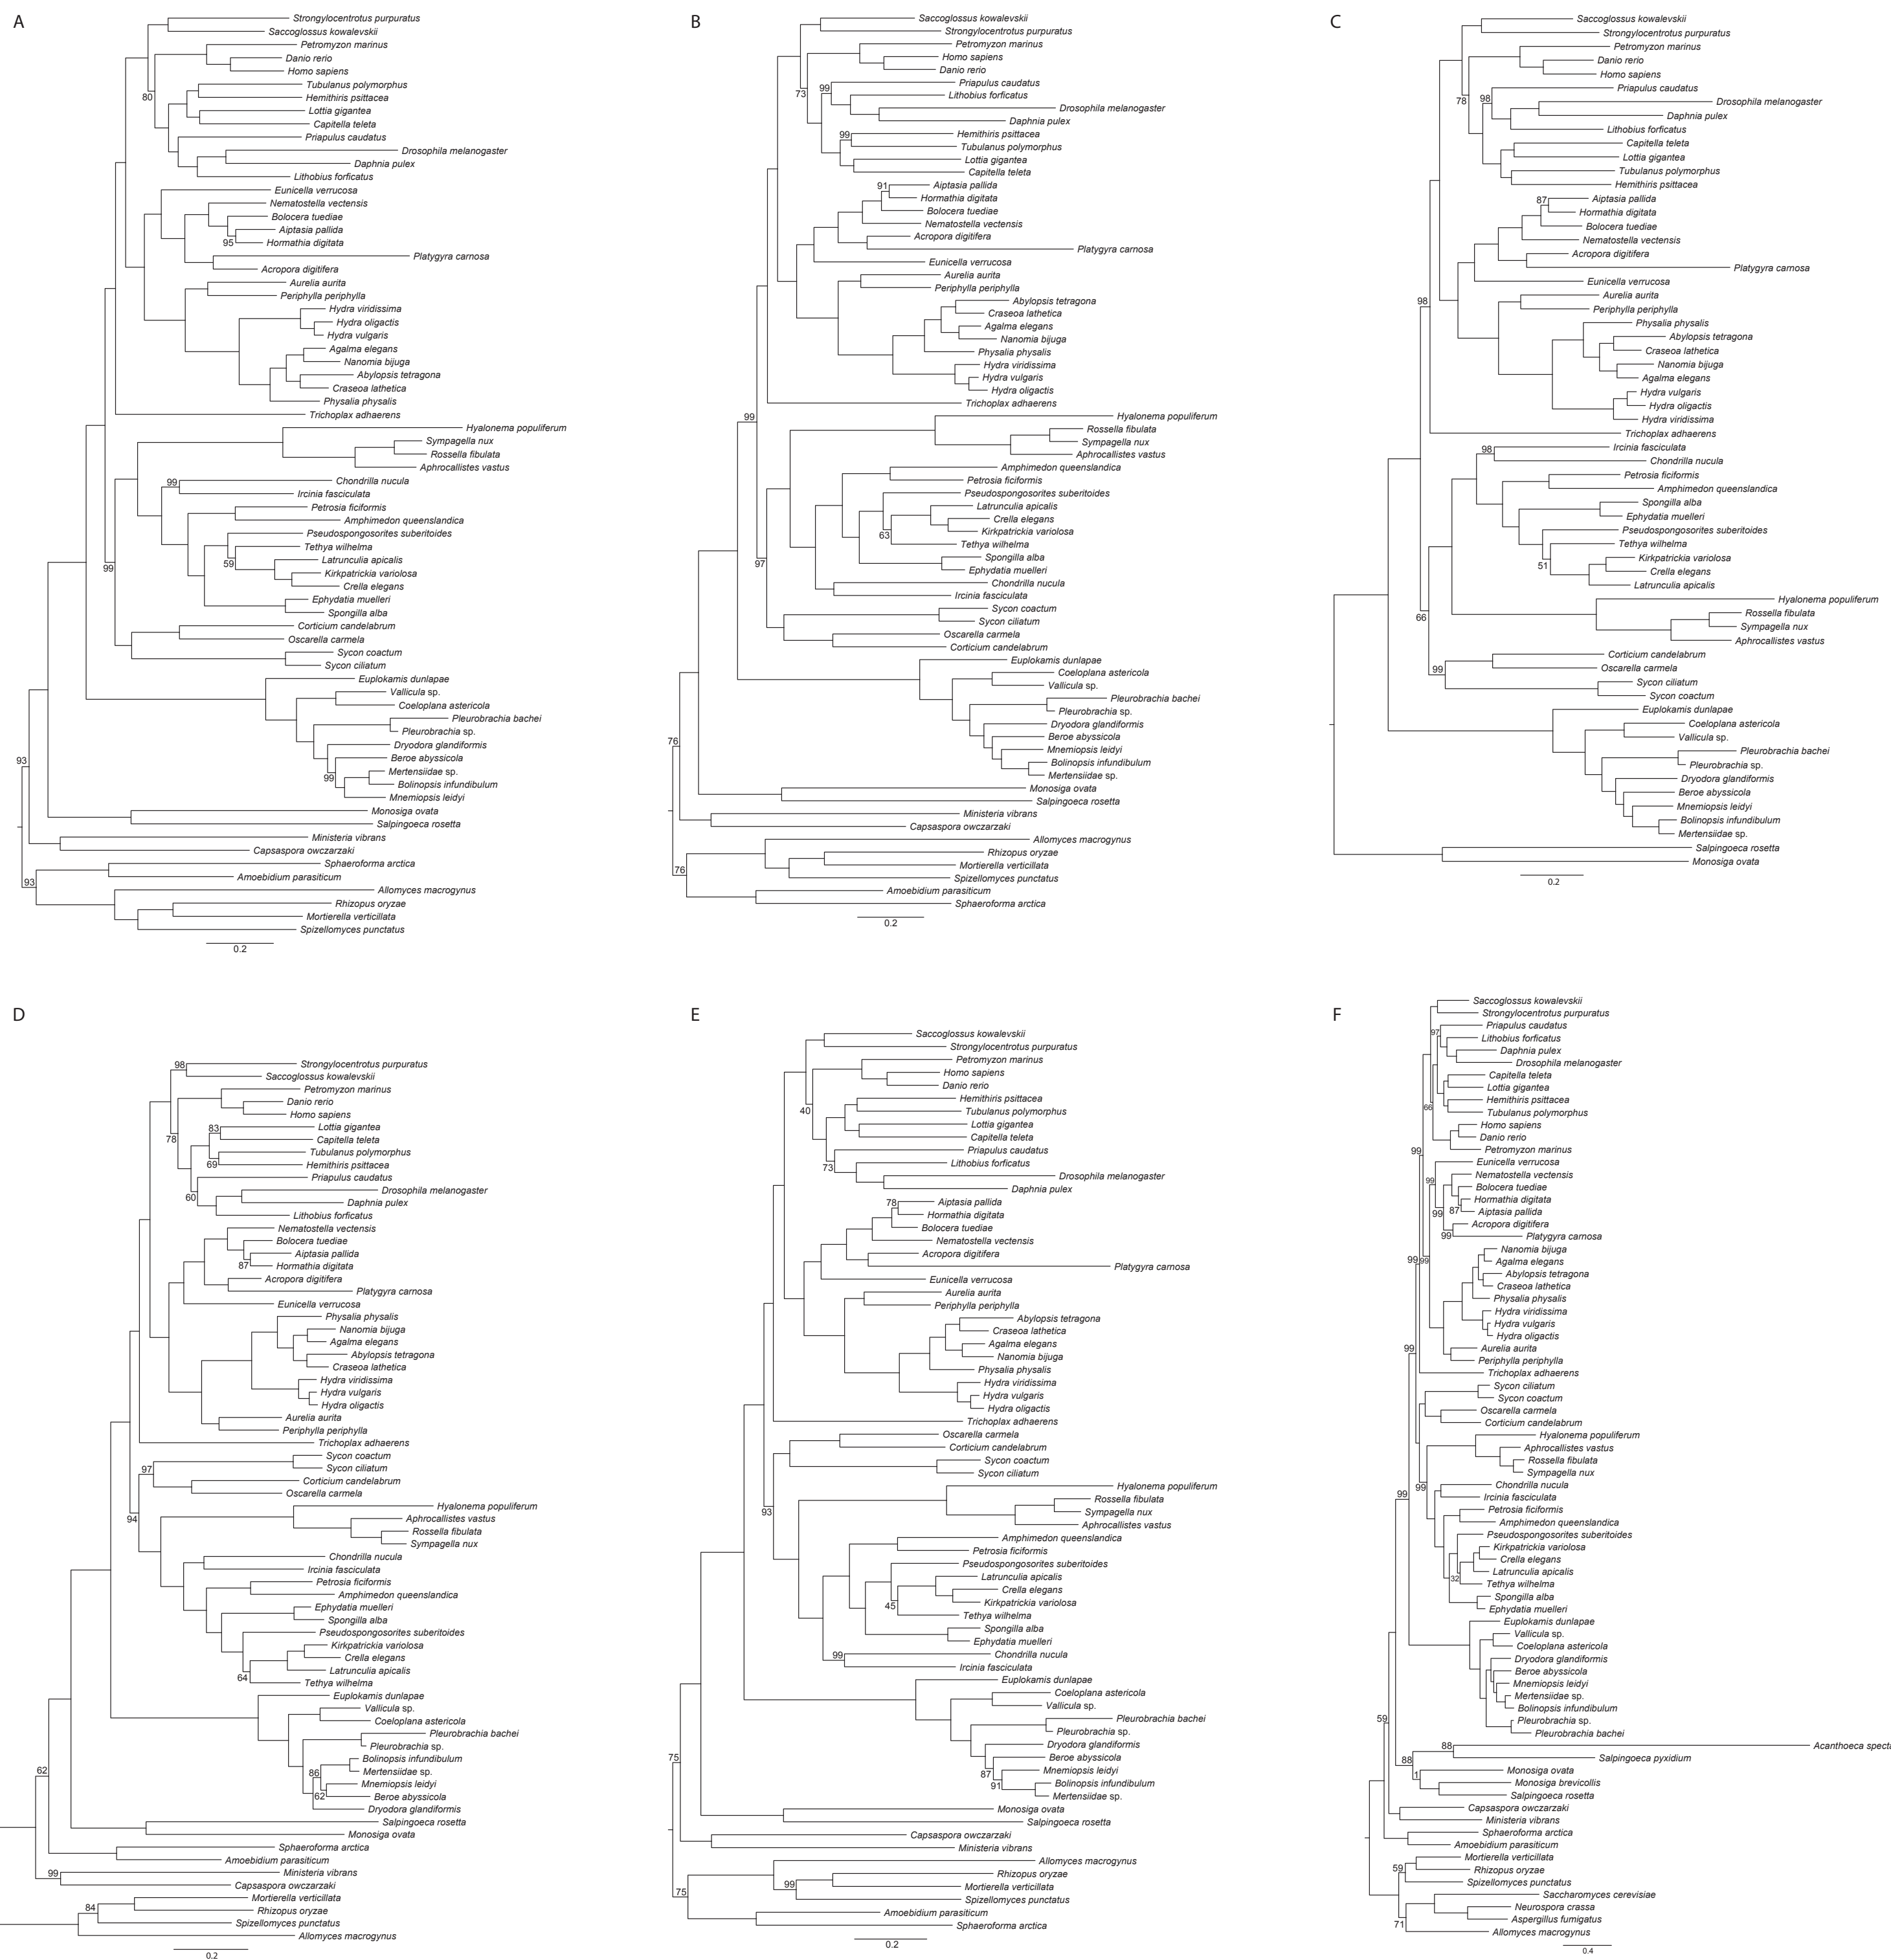 A
Strongylocentrotus purpuratus
Saccoglossus kowalevskii
Petromyzon marinus
Danio rerio
Homo sapiens
Tubulanus polymorphus
80
Hemithiris psittacea
Lottia gigantea
Capitella teleta
Priapulus caudatus
Drosophila melanogaster
Daphnia pulex
Lithobius forficatus
Eunicella verrucosa
Nematostella vectensis
Bolocera tuediae
Aiptasia pallida
95
Hormathia digitata
Platygyra carnosa
Acropora digitifera
Aurelia aurita
Periphylla periphylla
Hydra viridissima
Hydra oligactis
Hydra vulgaris
Agalma elegans
Nanomia bijuga
Abylopsis tetragona
Craseoa lathetica
Physalia physalis
Trichoplax adhaerens
Hyalonema populiferum
Sympagella nux
Rossella fibulata
Aphrocallistes vastus
99
Chondrilla nucula
Ircinia fasciculata
Petrosia ficiformis
Amphimedon queenslandica
Pseudospongosorites suberitoides
Tethya wilhelma
59
Latrunculia apicalis
99
Kirkpatrickia variolosa
Crella elegans
Ephydatia muelleri
Spongilla alba
Corticium candelabrum
Oscarella carmela
Sycon coactum
Sycon ciliatum
Euplokamis dunlapae
Vallicula sp.
Coeloplana astericola
Pleurobrachia bachei
Pleurobrachia sp.
Dryodora glandiformis
93
Beroe abyssicola
99
Mertensiidae sp.
Bolinopsis infundibulum
Mnemiopsis leidyi
Monosiga ovata
Salpingoeca rosetta
Ministeria vibrans
Capsaspora owczarzaki
Sphaeroforma arctica
93
Amoebidium parasiticum
Allomyces macrogynus
Rhizopus oryzae
Mortierella verticillata
Spizellomyces punctatus
0.2
B
Saccoglossus kowalevskii
Strongylocentrotus purpuratus
Petromyzon marinus
Homo sapiens
Danio rerio
Priapulus caudatus
73
99
Lithobius forficatus
Drosophila melanogaster
Daphnia pulex
99
Hemithiris psittacea
Tubulanus polymorphus
Lottia gigantea
Capitella teleta
91
Aiptasia pallida
Hormathia digitata
Bolocera tuediae
Nematostella vectensis
Acropora digitifera
Platygyra carnosa
Eunicella verrucosa
Aurelia aurita
Periphylla periphylla
Abylopsis tetragona
Craseoa lathetica
Agalma elegans
Nanomia bijuga
Physalia physalis
Hydra viridissima
Hydra vulgaris
Hydra oligactis
Trichoplax adhaerens
99
Hyalonema populiferum
Rossella fibulata
Sympagella nux
Aphrocallistes vastus
Amphimedon queenslandica
Petrosia ficiformis
Pseudospongosorites suberitoides
Latrunculia apicalis
Crella elegans
63
Kirkpatrickia variolosa
Tethya wilhelma
97
Spongilla alba
Ephydatia muelleri
Chondrilla nucula
Ircinia fasciculata
Sycon coactum
Sycon ciliatum
Oscarella carmela
Corticium candelabrum
Euplokamis dunlapae
Coeloplana astericola
Vallicula sp.
Pleurobrachia bachei
Pleurobrachia sp.
Dryodora glandiformis
76
Beroe abyssicola
Mnemiopsis leidyi
Bolinopsis infundibulum
Mertensiidae sp.
Monosiga ovata
Salpingoeca rosetta
Ministeria vibrans
Capsaspora owczarzaki
Allomyces macrogynus
Rhizopus oryzae
76
Mortierella verticillata
Spizellomyces punctatus
Amoebidium parasiticum
Sphaeroforma arctica
0.2
C
Saccoglossus kowalevskii
Strongylocentrotus purpuratus
Petromyzon marinus
Danio rerio
Homo sapiens
Priapulus caudatus
78
98
Drosophila melanogaster
Daphnia pulex
Lithobius forficatus
Capitella teleta
Lottia gigantea
Tubulanus polymorphus
Hemithiris psittacea
87
Aiptasia pallida
Hormathia digitata
Bolocera tuediae
Nematostella vectensis
Acropora digitifera
Platygyra carnosa
Eunicella verrucosa
98
Aurelia aurita
Periphylla periphylla
Physalia physalis
Abylopsis tetragona
Craseoa lathetica
Nanomia bijuga
Agalma elegans
Hydra vulgaris
Hydra oligactis
Hydra viridissima
Trichoplax adhaerens
98
Ircinia fasciculata
Chondrilla nucula
Petrosia ficiformis
Amphimedon queenslandica
Spongilla alba
Ephydatia muelleri
Pseudospongosorites suberitoides
Tethya wilhelma
51
Kirkpatrickia variolosa
Crella elegans
Latrunculia apicalis
Hyalonema populiferum
66
Rossella fibulata
Sympagella nux
Aphrocallistes vastus
Corticium candelabrum
99
Oscarella carmela
Sycon ciliatum
Sycon coactum
Euplokamis dunlapae
Coeloplana astericola
Vallicula sp.
Pleurobrachia bachei
Pleurobrachia sp.
Dryodora glandiformis
Beroe abyssicola
Mnemiopsis leidyi
Bolinopsis infundibulum
Mertensiidae sp.
Salpingoeca rosetta
Monosiga ovata
0.2
D
98
Strongylocentrotus purpuratus
Saccoglossus kowalevskii
Petromyzon marinus
Danio rerio
Homo sapiens
78
83
Lottia gigantea
Capitella teleta
Tubulanus polymorphus
69
Hemithiris psittacea
Priapulus caudatus
60
Drosophila melanogaster
Daphnia pulex
Lithobius forficatus
Nematostella vectensis
Bolocera tuediae
Aiptasia pallida
87
Hormathia digitata
Acropora digitifera
Platygyra carnosa
Eunicella verrucosa
Physalia physalis
Nanomia bijuga
Agalma elegans
Abylopsis tetragona
Craseoa lathetica
Hydra viridissima
Hydra vulgaris
Hydra oligactis
Aurelia aurita
Periphylla periphylla
Trichoplax adhaerens
Sycon coactum
97
Sycon ciliatum
Corticium candelabrum
Oscarella carmela
Hyalonema populiferum
94
Aphrocallistes vastus
Rossella fibulata
Sympagella nux
Chondrilla nucula
Ircinia fasciculata
Petrosia ficiformis
Amphimedon queenslandica
Ephydatia muelleri
Spongilla alba
Pseudospongosorites suberitoides
Kirkpatrickia variolosa
Crella elegans
64
Latrunculia apicalis
Tethya wilhelma
Euplokamis dunlapae
Vallicula sp.
Coeloplana astericola
Pleurobrachia bachei
Pleurobrachia sp.
62
Bolinopsis infundibulum
86
Mertensiidae sp.
Mnemiopsis leidyi
62
Beroe abyssicola
Dryodora glandiformis
Salpingoeca rosetta
Monosiga ovata
Sphaeroforma arctica
Amoebidium parasiticum
99
Ministeria vibrans
Capsaspora owczarzaki
Mortierella verticillata
84
Rhizopus oryzae
Spizellomyces punctatus
Allomyces macrogynus
0.2
E
Saccoglossus kowalevskii
Strongylocentrotus purpuratus
Petromyzon marinus
Homo sapiens
Danio rerio
Hemithiris psittacea
40
Tubulanus polymorphus
Lottia gigantea
Capitella teleta
Priapulus caudatus
73
Lithobius forficatus
Drosophila melanogaster
Daphnia pulex
78
Aiptasia pallida
Hormathia digitata
Bolocera tuediae
Nematostella vectensis
Acropora digitifera
Platygyra carnosa
Eunicella verrucosa
Aurelia aurita
Periphylla periphylla
Abylopsis tetragona
Craseoa lathetica
Agalma elegans
Nanomia bijuga
Physalia physalis
Hydra viridissima
Hydra vulgaris
Hydra oligactis
Trichoplax adhaerens
Oscarella carmela
Corticium candelabrum
Sycon coactum
Sycon ciliatum
Hyalonema populiferum
93
Rossella fibulata
Sympagella nux
Aphrocallistes vastus
Amphimedon queenslandica
Petrosia ficiformis
Pseudospongosorites suberitoides
Latrunculia apicalis
Crella elegans
45
Kirkpatrickia variolosa
Tethya wilhelma
Spongilla alba
Ephydatia muelleri
99
Chondrilla nucula
Ircinia fasciculata
Euplokamis dunlapae
Coeloplana astericola
Vallicula sp.
Pleurobrachia bachei
Pleurobrachia sp.
Dryodora glandiformis
75
Beroe abyssicola
87
Mnemiopsis leidyi
91
Bolinopsis infundibulum
Mertensiidae sp.
Monosiga ovata
Salpingoeca rosetta
Capsaspora owczarzaki
Ministeria vibrans
Allomyces macrogynus
Rhizopus oryzae
99
Mortierella verticillata
75
Spizellomyces punctatus
Amoebidium parasiticum
Sphaeroforma arctica
0.2
F
Saccoglossus kowalevskii
Strongylocentrotus purpuratus
Priapulus caudatus
97
Lithobius forficatus
Daphnia pulex
Drosophila melanogaster
Capitella teleta
Lottia gigantea
Hemithiris psittacea
66
Tubulanus polymorphus
Homo sapiens
Danio rerio
99
Petromyzon marinus
Eunicella verrucosa
Nematostella vectensis
99
Bolocera tuediae
Hormathia digitata
99
87
Aiptasia pallida
Acropora digitifera
99
Platygyra carnosa
Nanomia bijuga
99
99
Agalma elegans
Abylopsis tetragona
Craseoa lathetica
Physalia physalis
Hydra viridissima
Hydra vulgaris
Hydra oligactis
99
Aurelia aurita
Periphylla periphylla
Trichoplax adhaerens
Sycon ciliatum
Sycon coactum
Oscarella carmela
Corticium candelabrum
Hyalonema populiferum
Aphrocallistes vastus
Rossella fibulata
Sympagella nux
99
Chondrilla nucula
99
Ircinia fasciculata
Petrosia ficiformis
Amphimedon queenslandica
Pseudospongosorites suberitoides
Kirkpatrickia variolosa
Crella elegans
Latrunculia apicalis
32
Tethya wilhelma
Spongilla alba
Ephydatia muelleri
Euplokamis dunlapae
Vallicula sp.
Coeloplana astericola
Dryodora glandiformis
Beroe abyssicola
Mnemiopsis leidyi
Mertensiidae sp.
Bolinopsis infundibulum
59
Pleurobrachia sp.
Pleurobrachia bachei
88
Acanthoeca specta
88
Salpingoeca pyxidium
1
Monosiga ovata
Monosiga brevicollis
Salpingoeca rosetta
Capsaspora owczarzaki
Ministeria vibrans
Sphaeroforma arctica
Amoebidium parasiticum
Mortierella verticillata
59
Rhizopus oryzae
Spizellomyces punctatus
Saccharomyces cerevisiae
Neurospora crassa
71
Aspergillus fumigatus
Allomyces macrogynus
0.4